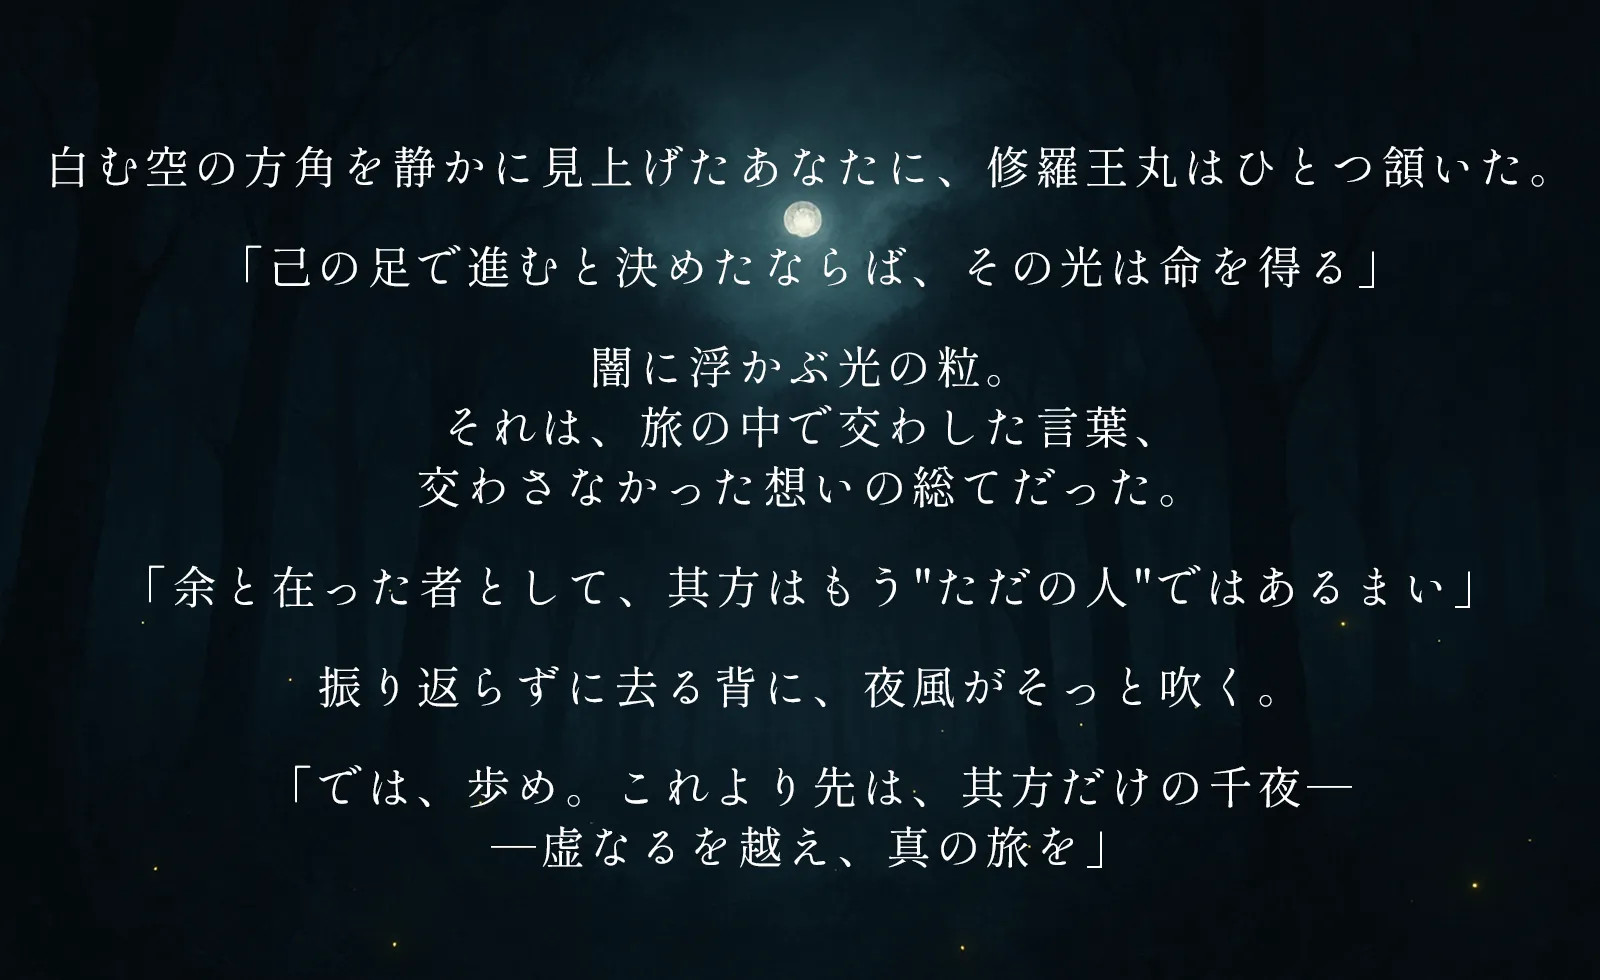 白む空の方角を静かに見上げたあなたに、修羅王丸はひとつ頷いた。
「己の足で進むと決めたならば、その光は命を得る」
闇に浮かぶ光の粒。
それは、旅の中で交わした言葉、
交わさなかった想いの総てだった。
「余と在った者として、其方はもう"ただの人"ではあるまい」
振り返らずに去る背に、夜風がそっと吹く。
「では、歩め。これより先は、其方だけの千夜―
―虚なるを越え、真の旅を」